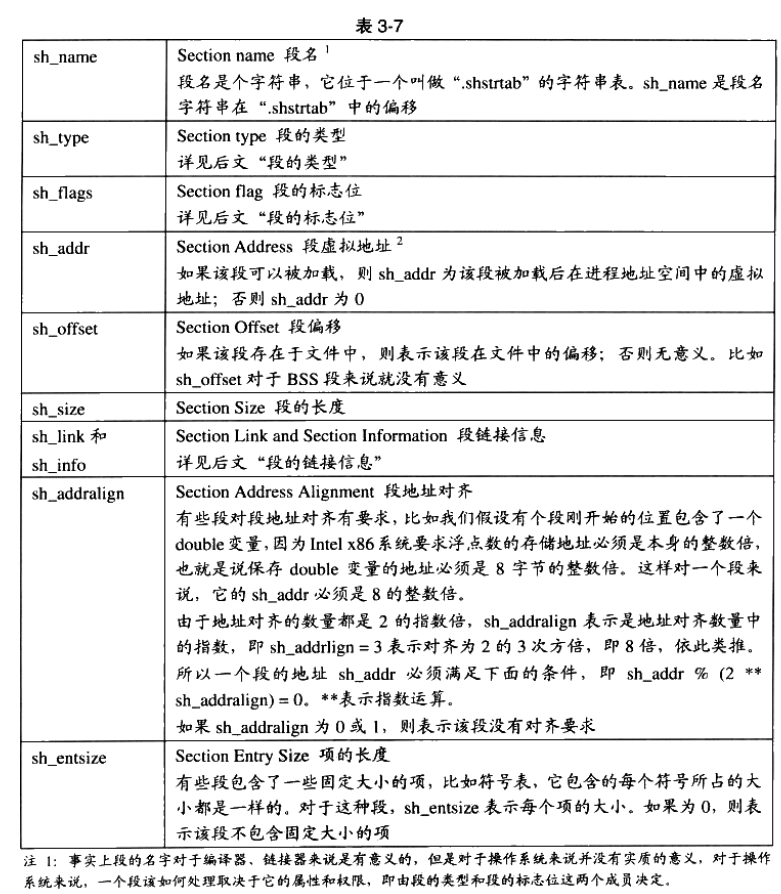 表 3-7
sh_name
Section name 段名 1
段名是个字符串，它位于一个叫做“.shstrtab”的字符串表。sh_name 是段名
字符串在“.shstrtab”中的偏移
sh_type
Section type 段的类型
详见后文“段的类型”
sh_flags
Section flag 段的标志位
详见后文“段的标志位”
sh_addr
Section Address 段虚拟地址 2
如果该段可以被加载，则 sh_addr 为该段被加载后在进程地址空间中的虚拟
地址；否则 sh_addr 为 0
sh_offset
Section Offset 段偏移
如果该段存在于文件中，则表示该段在文件中的偏移；否则无意义。比如
sh_offset 对于 BSS 段来说就没有意义
sh_size
Section Size 段的长度
sh_link 和
sh_info
Section Link and Section Information 段链接信息
详见后文“段的链接信息”
sh_addralign
Section Address Alignment 段地址对齐
有些段对段地址对齐有要求，比如我们假设有个段刚开始的位置包含了一个
double 变量，因为 Intel x86 系统要求浮点数的存储地址必须是本身的整数倍，
也就是说保存 double 变量的地址必须是 8 字节的整数倍。这样对一个段来
说，它的 sh_addr 必须是 8 的整数倍。
由于地址对齐的数量都是 2 的指数倍，sh_addralign 表示是地址对齐数量中
的指数，即 sh_addrlign = 3 表示对齐为 2 的 3 次方倍，即 8 倍，依此类推。
所以一个段的地址 sh_addr 必须满足下面的条件，即 sh_addr % (2 **
sh_addralign) = 0。**表示指数运算。
如果 sh_addralign 为 0 或 1，则表示该段没有对齐要求
sh_entsize
Section Entry Size 项的长度
有些段包含了一些固定大小的项，比如符号表，它包含的每个符号所占的大
小都是一样的。对于这种段，sh_entsize 表示每个项的大小。如果为 0，则表
示该段不包含固定大小的项
注 1：事实上段的名字对于编译器、链接器来说是有意义的，但是对于操作系统来说并没有实质的意义，对于操作
系统来说，一个段该如何处理取决于它的属性和权限，即由段的类型和段的标志位这两个成员决定。